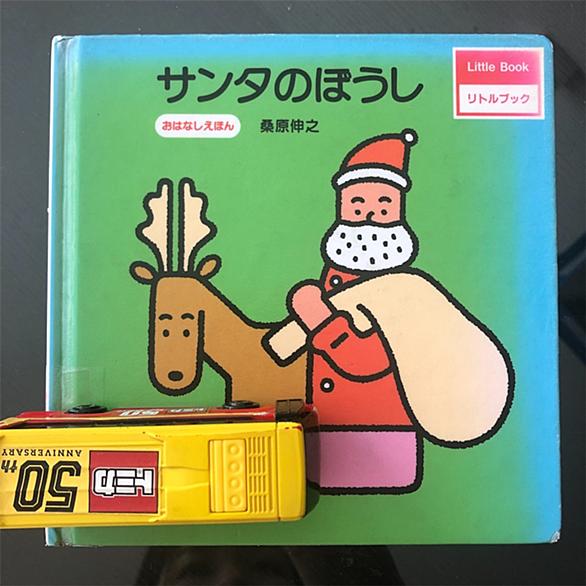 サンタのぼうし
Little Book
リトルブック
おはなしえほん
桑原伸之
トミカ
50th
ANNIVERSARY